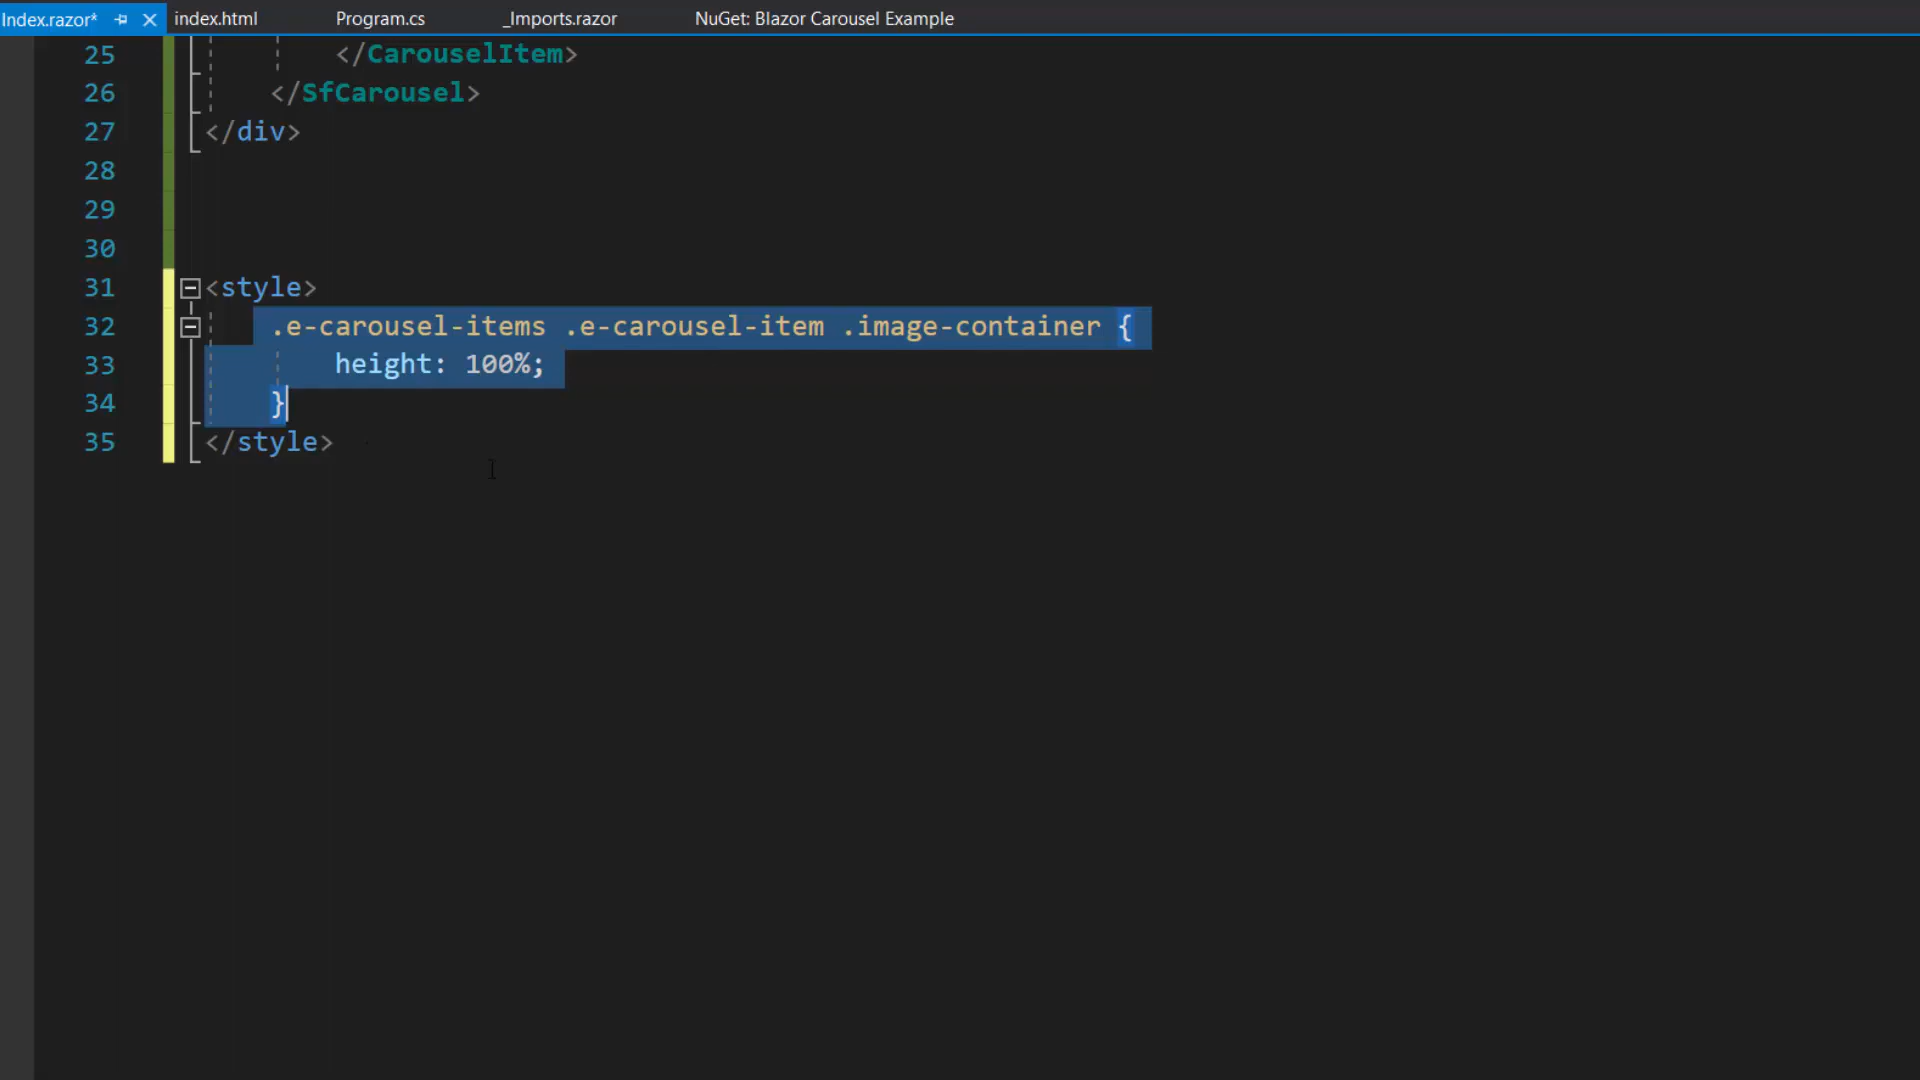 Index.razor* index.html Program.cs _Imports.razor NuGet: Blazor Carousel Example
25 </CarouselItem>
26 </SfCarousel>
27 </div>
28
29
30
31 <style>
32 .e-carousel-items .e-carousel-item .image-container {
33 height: 100%;
34 }
35 </style>